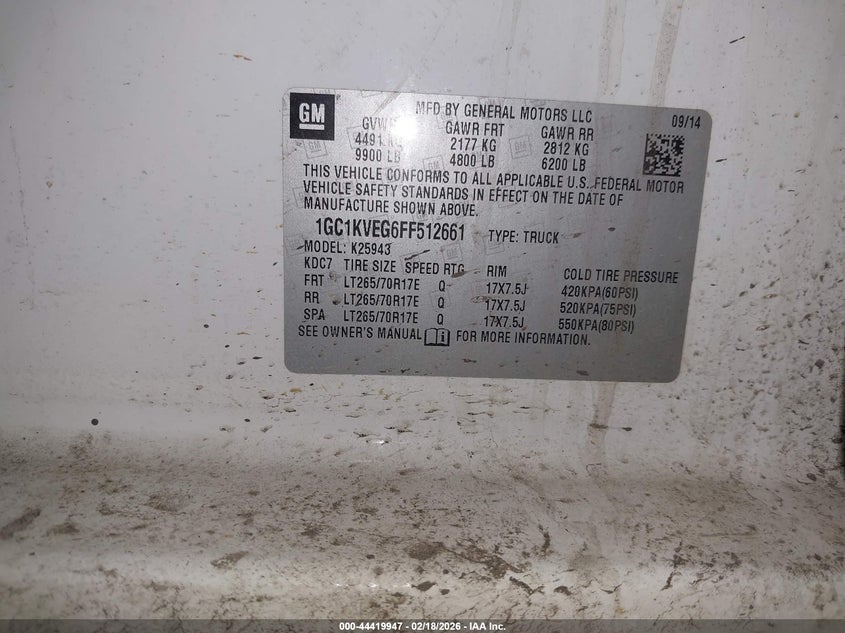 GM
MFD BY GENERAL MOTORS LLC
09/14
GVWR GAWR FRT GAWR RR
4491 KG 2177 KG 2812 KG
9900 LB 4800 LB 6200 LB
THIS VEHICLE CONFORMS TO ALL APPLICABLE U.S. FEDERAL MOTOR
VEHICLE SAFETY STANDARDS IN EFFECT ON THE DATE OF
MANUFACTURE SHOWN ABOVE.
1GC1KVEG6FF512661 TYPE: TRUCK
MODEL: K25943
KDC7 TIRE SIZE SPEED RTG RIM COLD TIRE PRESSURE
FRT LT265/70R17E Q 17X7.5J 420KPA(60PSI)
RR LT265/70R17E Q 17X7.5J 520KPA(75PSI)
SPA LT265/70R17E Q 17X7.5J 550KPA(80PSI)
SEE OWNER'S MANUAL FOR MORE INFORMATION.
000-44419947 - 02/18/2026 - IAA Inc.